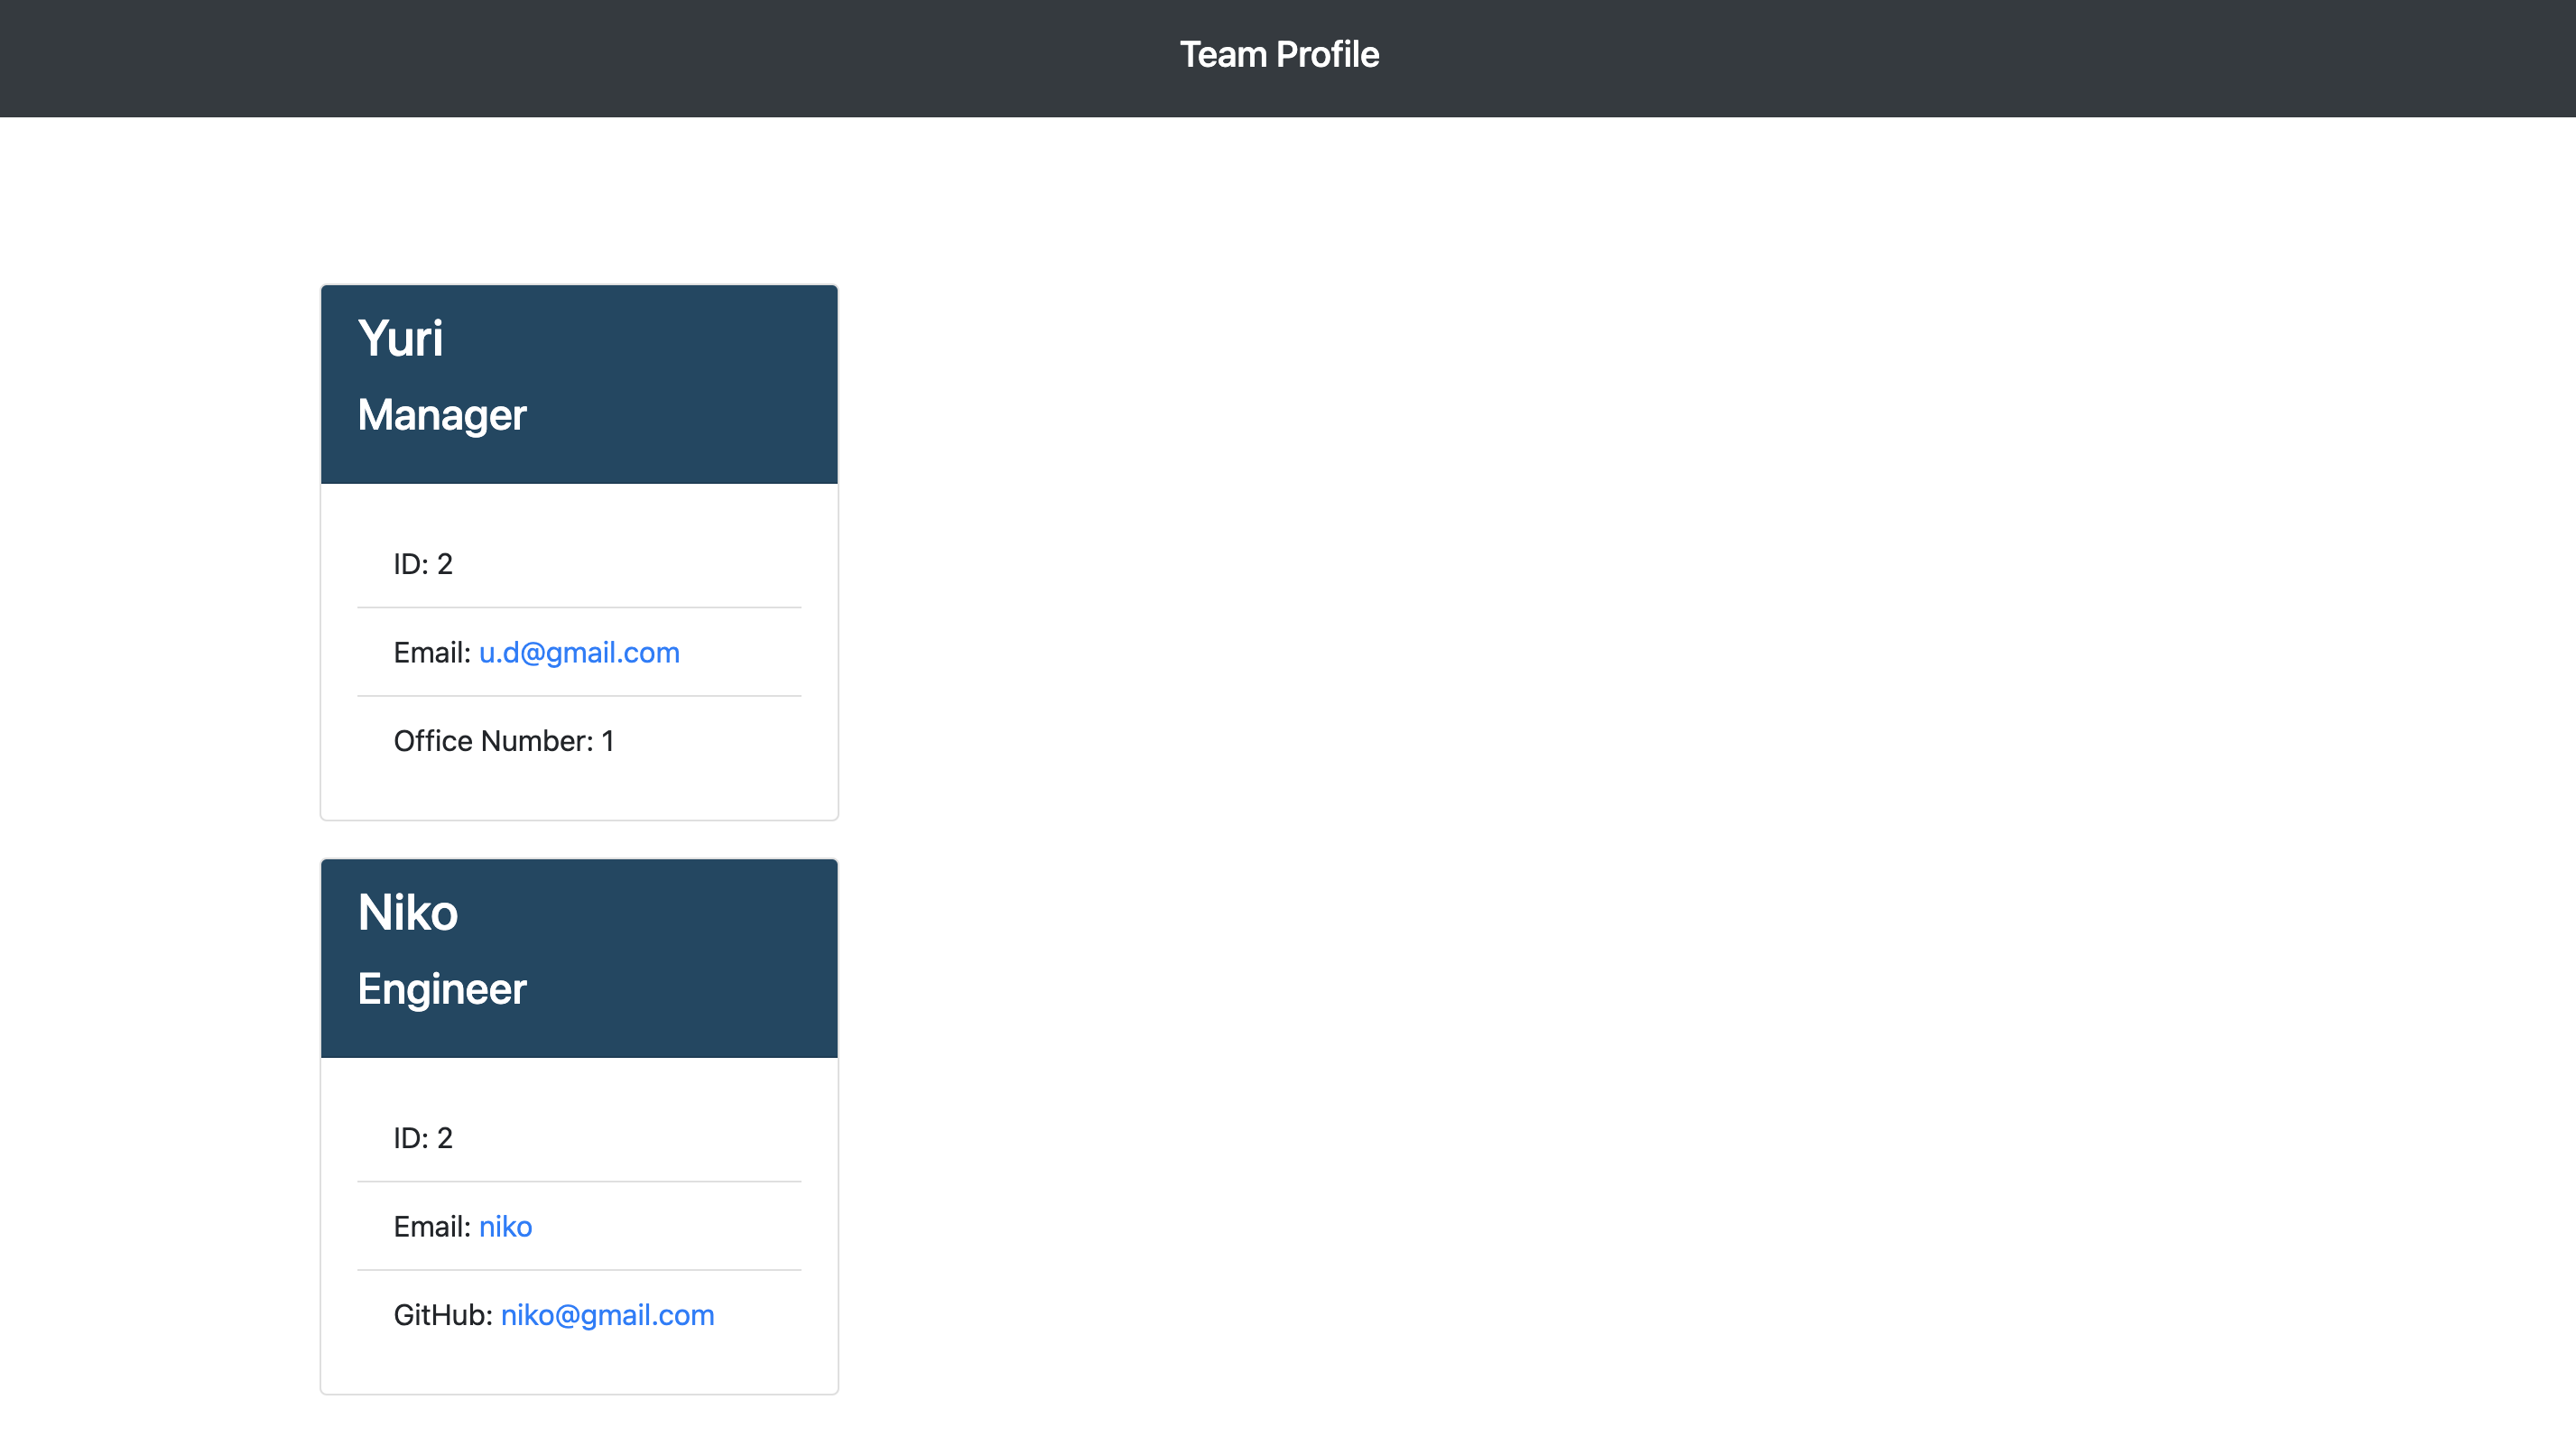 Team Profile
Yuri
Manager
ID: 2
Email: u.d@gmail.com
Office Number: 1
Niko
Engineer
ID: 2
Email: niko
GitHub: niko@gmail.com